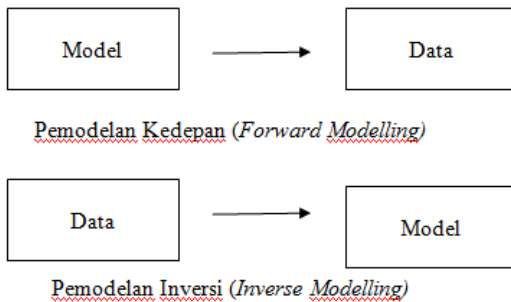 Model
Data
Pemodelan Kedepan (Forward Modelling)
Data
Model
Pemodelan Inversi (Inverse Modelling)